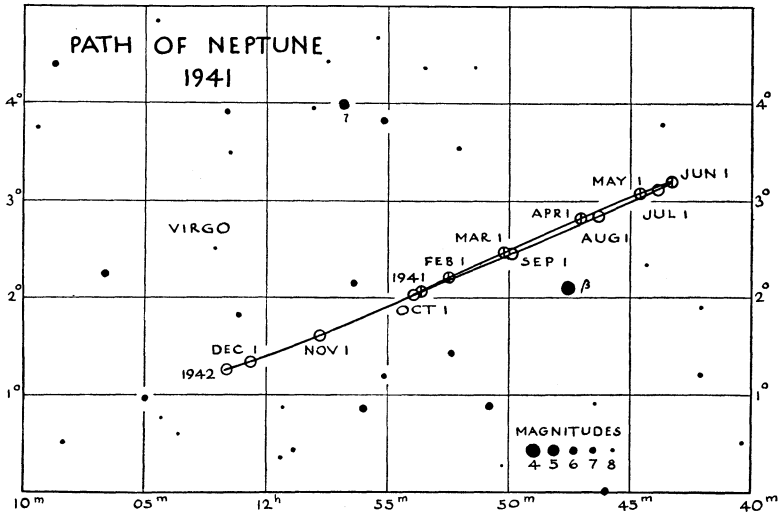 PATH OF NEPTUNE
1941
4° 4°
η
MAY 1 JUN 1
3° 3°
APR 1 JUL 1
VIRGO
AUG 1
MAR 1
FEB 1 SEP 1
1941
2° β 2°
OCT 1
DEC 1 NOV 1
1942
1° 1°
MAGNITUDES
4 5 6 7 8
10ᵐ 05ᵐ 12ʰ 55ᵐ 50ᵐ 45ᵐ 40ᵐ